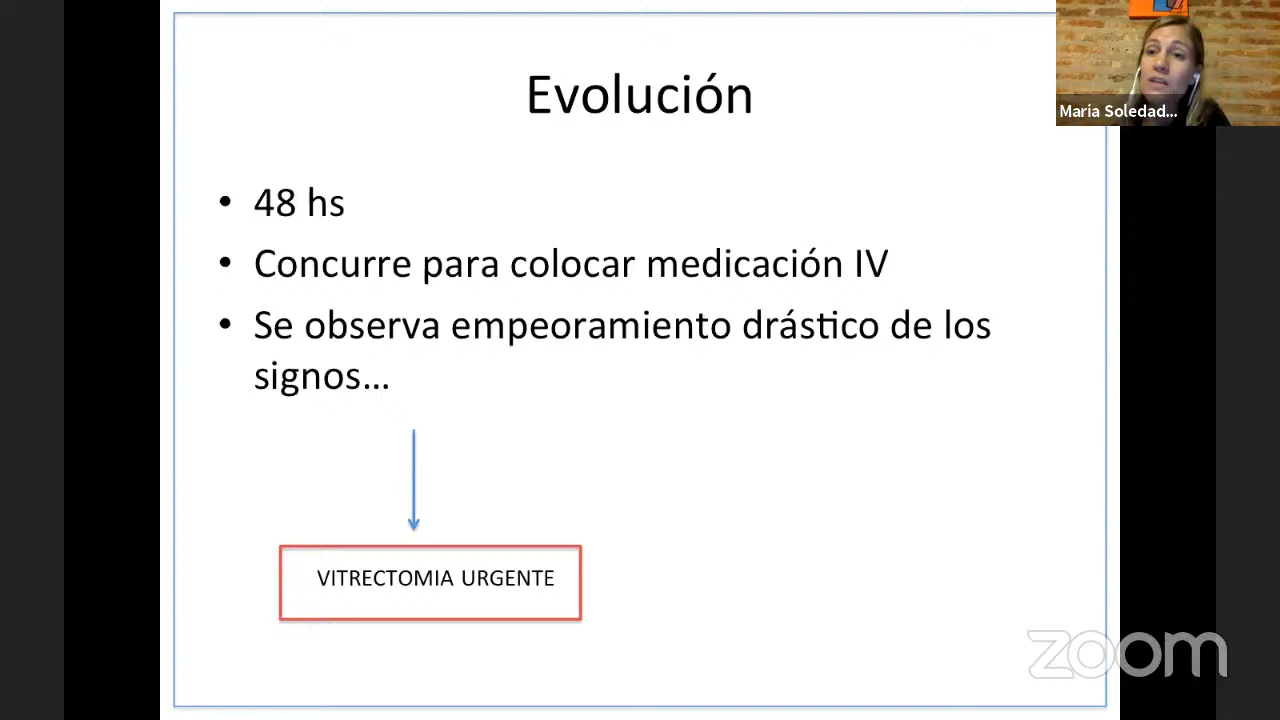 Evolución
Maria Soledad...
• 48 hs
• Concurre para colocar medicación IV
• Se observa empeoramiento drástico de los
signos...
VITRECTOMIA URGENTE
zoom